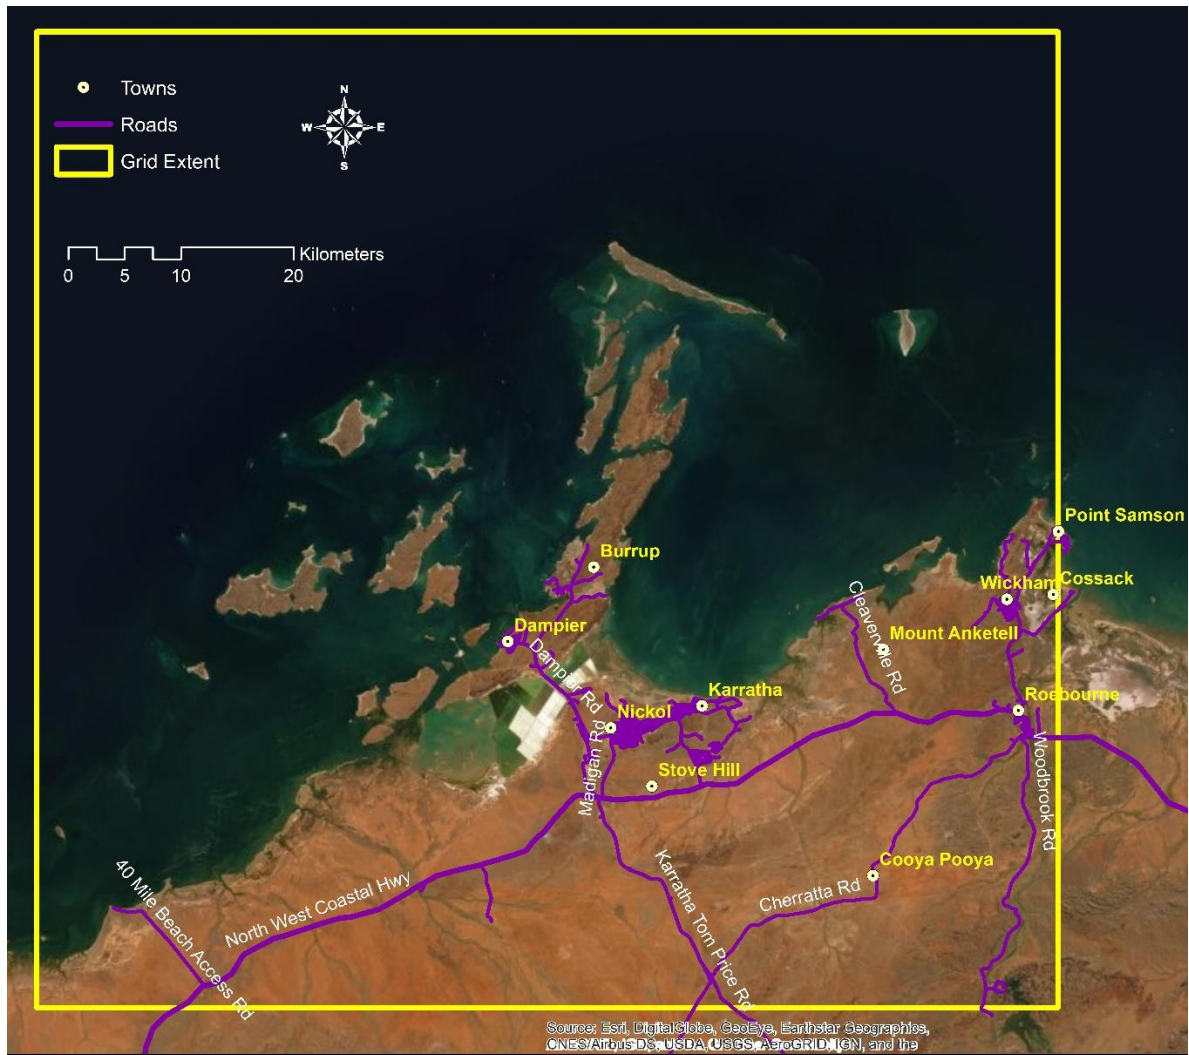 Towns
Roads
Grid Extent
N
W E
S
Kilometers
0 5 10 20
Point Samson
Burrup
Wickham
Cossack
Cleaverville Rd
Dampier
Mount Anketell
Dampier Rd
Karratha
Roebourne
Nickol
Madigan Rd
Stove Hill
Woodbrook Rd
Cooya Pooya
40 Mile Beach Access Rd
North West Coastal Hwy
Karratha Tom Price Rd
Cherratta Rd
Source: Esri, DigitalGlobe, GeoEye, Earthstar Geographics,
CNES/Airbus DS, USDA, USGS, AeroGRID, IGN, and the